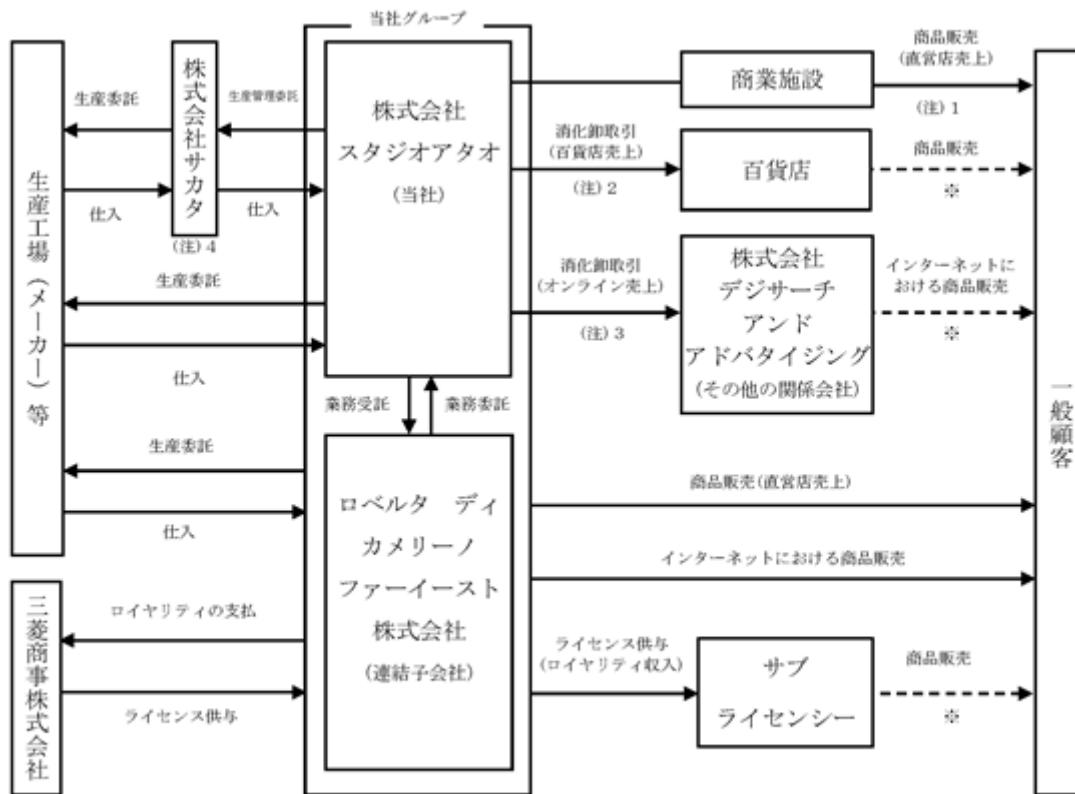 当社グループ
生産工場(メーカー)等
生産委託
仕入
株式会社サカタ
(注)4
生産管理委託
仕入
生産委託
仕入
株式会社
スタジオアタオ
(当社)
業務受託
業務委託
生産委託
仕入
ロベルタ ディ
カメリーノ
ファーイースト
株式会社
(連結子会社)
三菱商事株式会社
ロイヤリティの支払
ライセンス供与
商業施設
商品販売
(直営店売上)
(注)1
消化卸取引
(百貨店売上)
(注)2
百貨店
商品販売
※
消化卸取引
(オンライン売上)
(注)3
株式会社
デジサーチ
アンド
アドバタイジング
(その他の関係会社)
インターネットに
おける商品販売
※
商品販売(直営店売上)
インターネットにおける商品販売
ライセンス供与
(ロイヤリティ収入)
サブ
ライセンシー
商品販売
※
一般顧客